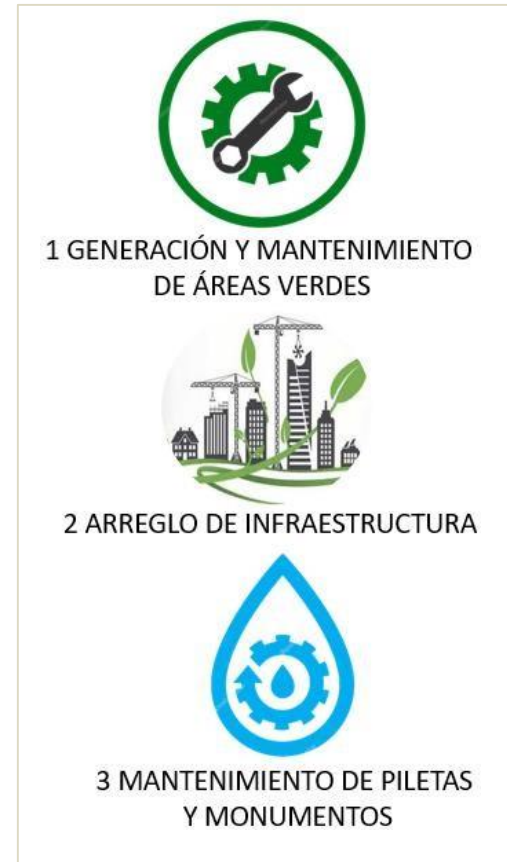 1 GENERACIÓN Y MANTENIMIENTO
DE ÁREAS VERDES
2 ARREGLO DE INFRAESTRUCTURA
3 MANTENIMIENTO DE PILETAS
Y MONUMENTOS